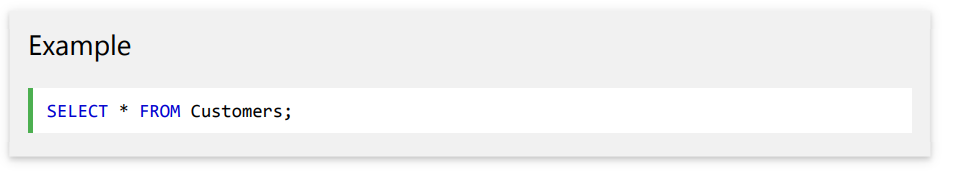 Example
SELECT * FROM Customers;